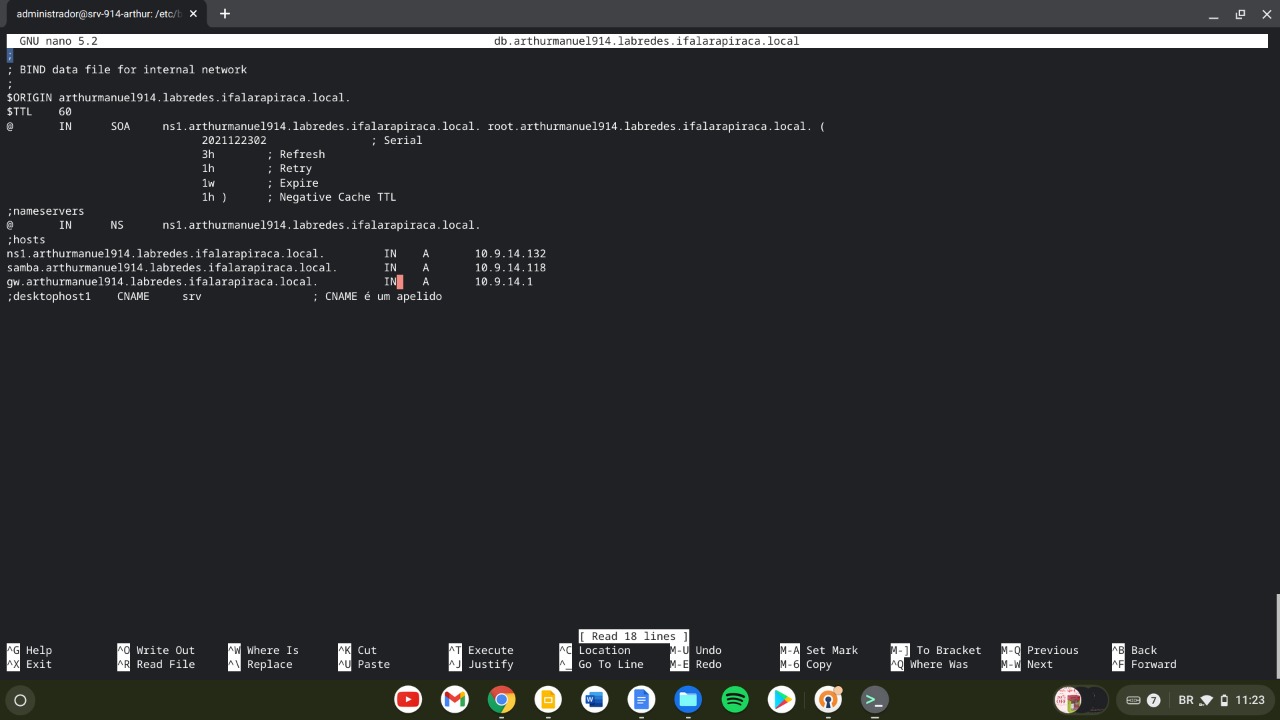 administrador@srv-914-arthur: /etc/b
GNU nano 5.2 db.arthurmanuel914.labredes.ifalarapiraca.local
;
; BIND data file for internal network
;
$ORIGIN arthurmanuel914.labredes.ifalarapiraca.local.
$TTL 60
@ IN SOA ns1.arthurmanuel914.labredes.ifalarapiraca.local. root.arthurmanuel914.labredes.ifalarapiraca.local. (
2021122302 ; Serial
3h ; Refresh
1h ; Retry
1w ; Expire
1h ) ; Negative Cache TTL
;nameservers
@ IN NS ns1.arthurmanuel914.labredes.ifalarapiraca.local.
;hosts
ns1.arthurmanuel914.labredes.ifalarapiraca.local. IN A 10.9.14.132
samba.arthurmanuel914.labredes.ifalarapiraca.local. IN A 10.9.14.118
gw.arthurmanuel914.labredes.ifalarapiraca.local. IN A 10.9.14.1
;desktophost1 CNAME srv ; CNAME é um apelido
[ Read 18 lines ]
^G Help ^O Write Out ^W Where Is ^K Cut ^T Execute ^C Location M-U Undo M-A Set Mark M-] To Bracket M-Q Previous ^B Back
^X Exit ^R Read File ^\ Replace ^U Paste ^J Justify ^_ Go To Line M-E Redo M-6 Copy ^Q Where Was M-W Next ^F Forward
7 BR 11:23